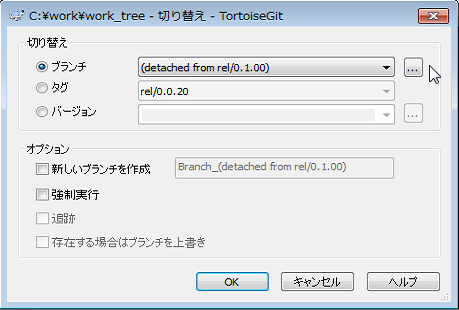 C:¥work¥work_tree - 切り替え - TortoiseGit
切り替え
ブランチ
(detached from rel/0.1.00)
...
タグ
rel/0.0.20
バージョン
...
オプション
新しいブランチを作成
Branch_(detached from rel/0.1.00)
強制実行
追跡
存在する場合はブランチを上書き
OK
キャンセル
ヘルプ